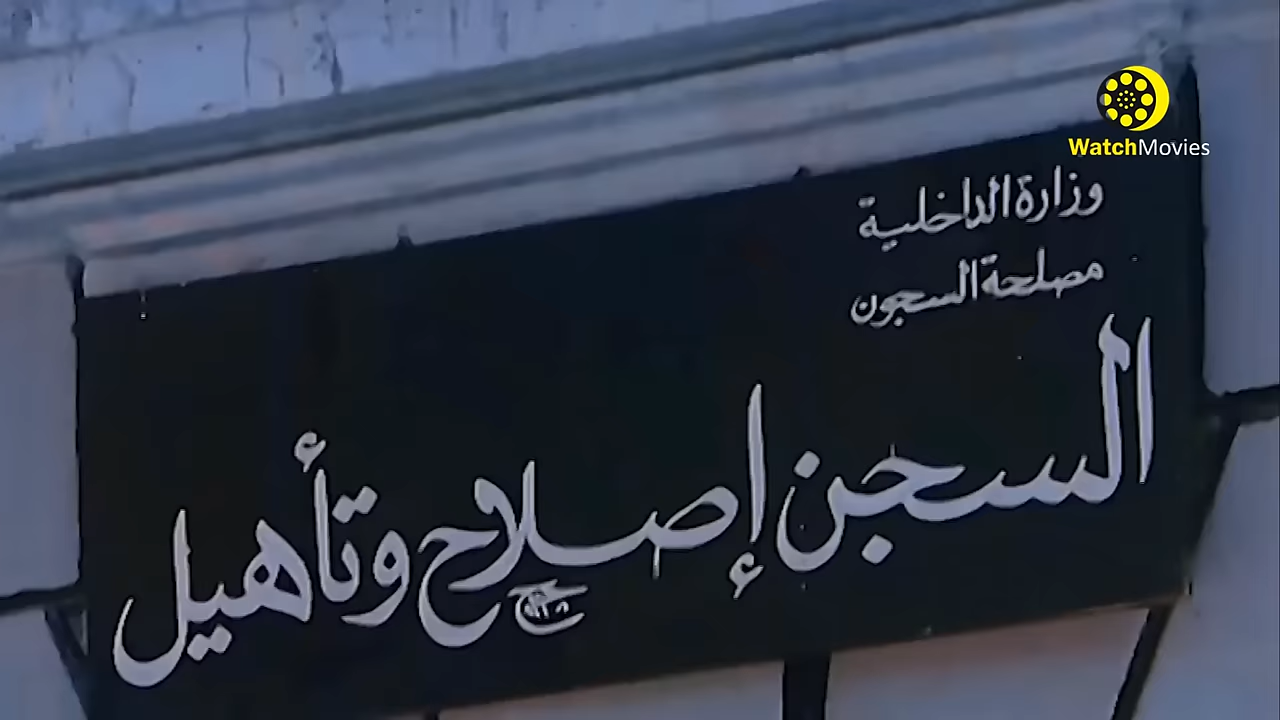 WatchMovies
وزارة الداخلية
مصلحة السجون
السجن إصلاح وتأهيل